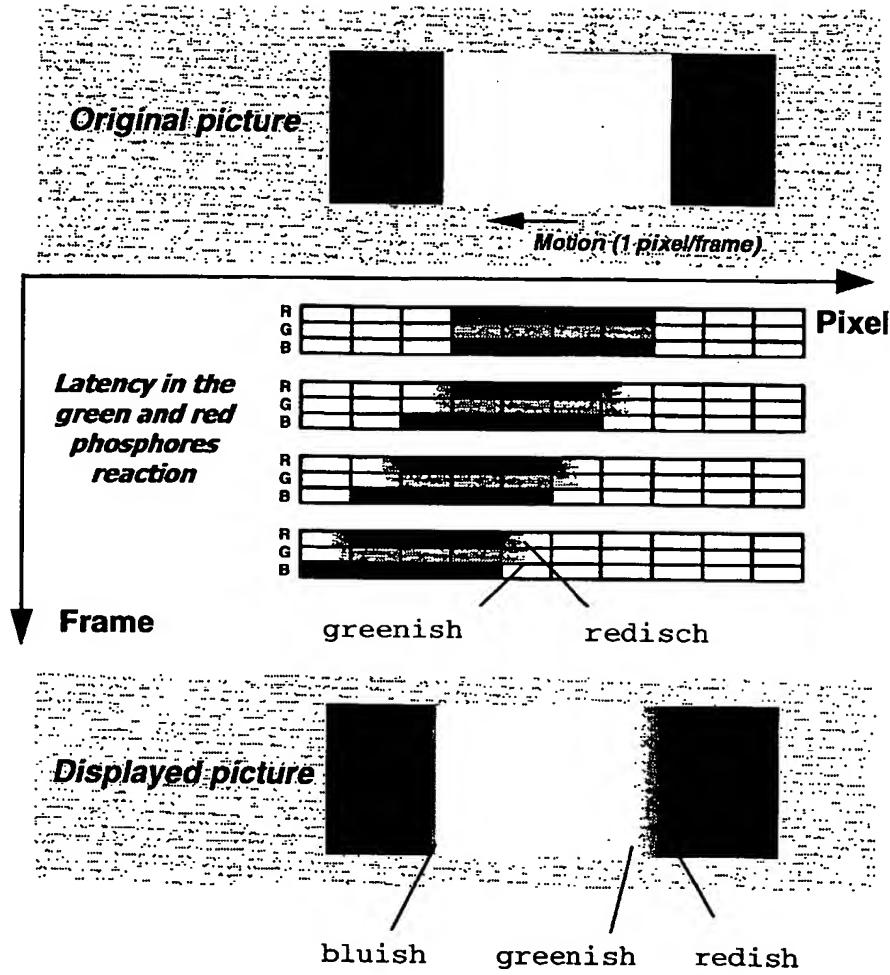 Original picture
Motion (1 pixel/frame)
Pixel
R
G
B
Latency in the
green and red
phosphores
reaction
R
G
B
R
G
B
R
G
B
Frame
greenish redisch
Displayed picture
bluish greenish redish